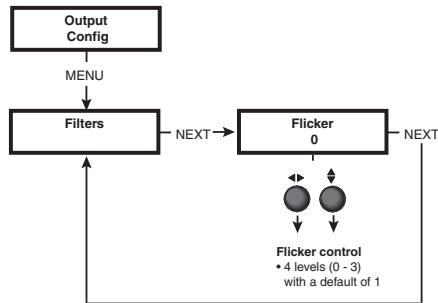 Output
Config
MENU
Filters
NEXT
Flicker
0
NEXT
Flicker control
• 4 levels (0 - 3)
with a default of 1